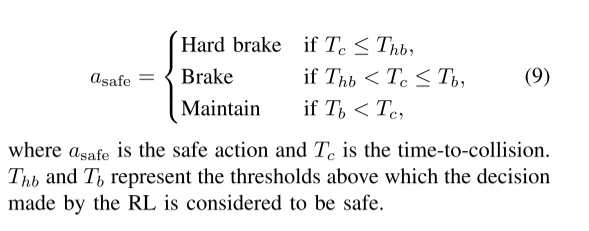 Hard brake if T_c ≤ T_hb,
a_safe = { Brake if T_hb < T_c ≤ T_b, (9)
Maintain if T_b < T_c,
where a_safe is the safe action and T_c is the time-to-collision.
T_hb and T_b represent the thresholds above which the decision
made by the RL is considered to be safe.